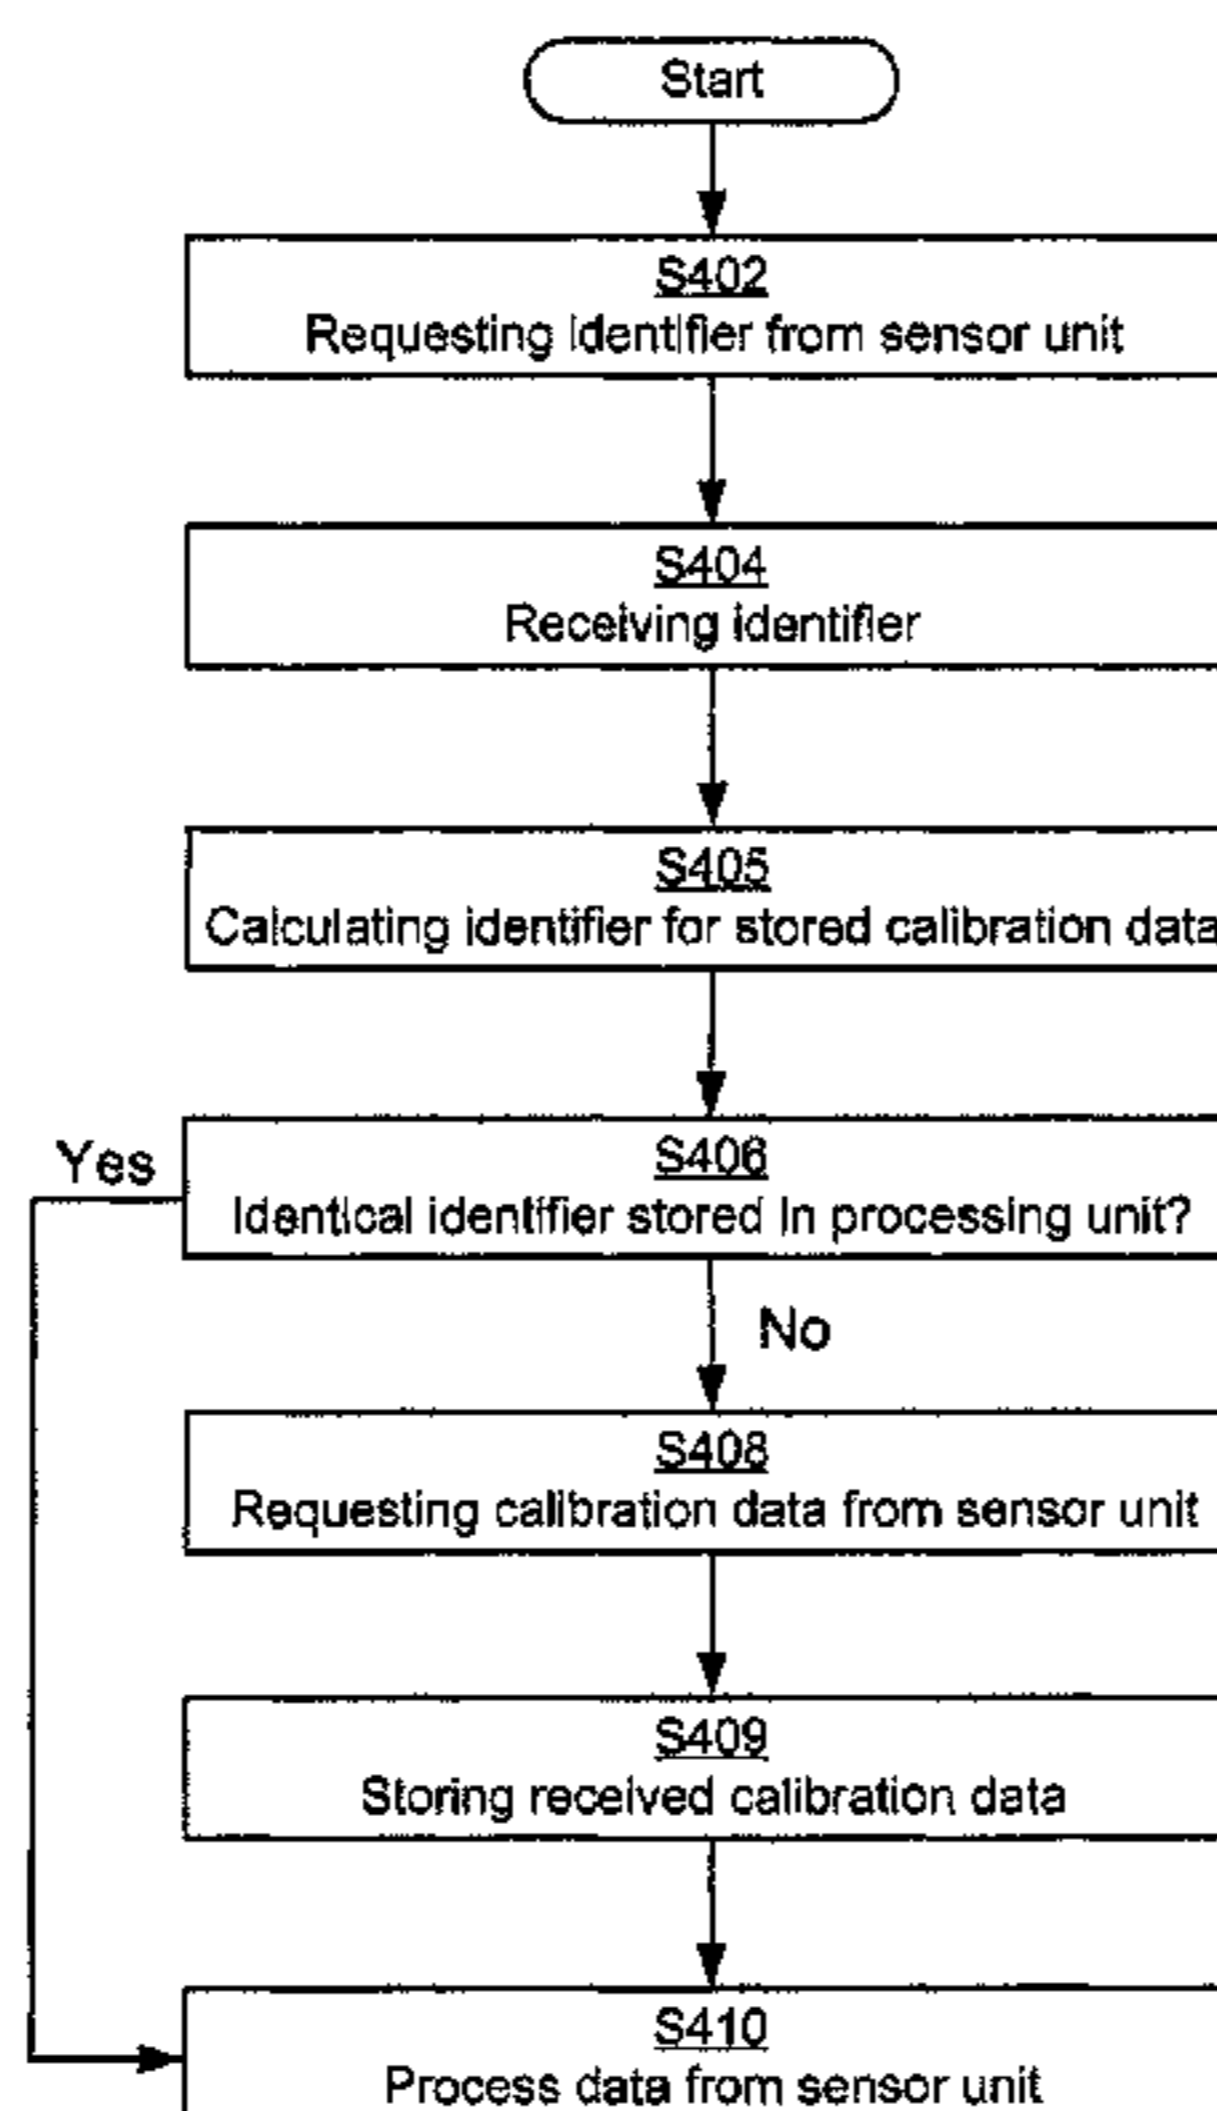 Start
S402
Requesting identifier from sensor unit
S404
Receiving identifier
S405
Calculating identifier for stored calibration data
S406
Yes
Identical identifier stored in processing unit?
No
S408
Requesting calibration data from sensor unit
S409
Storing received calibration data
S410
Process data from sensor unit